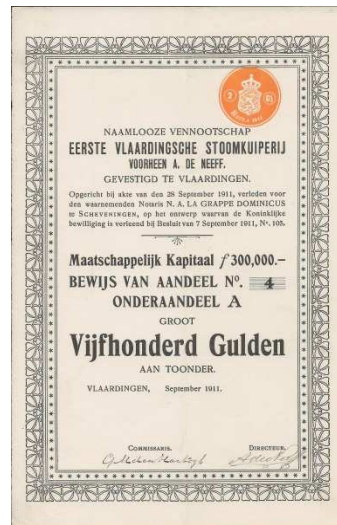 NAAMLOOZE VENNOOTSCHAP
EERSTE VLAARDINGSCHE STOOMKUIPERIJ
VOORHEEN A. DE NEEFF.
GEVESTIGD TE VLAARDINGEN.
Opgericht bij akte van den 28 September 1911, verleden voor
den waarnemenden Notaris N. A. LA GRAPPE DOMINICUS
te SCHEVENINGEN, op het ontwerp waarvan de Koninklijke
bewilliging is verleend bij Besluit van 7 September 1911, No. 105.
Maatschappelijk Kapitaal ƒ 300,000.–
BEWIJS VAN AANDEEL No. 4
ONDERAANDEEL A
GROOT
Vijfhonderd Gulden
AAN TOONDER.
VLAARDINGEN, September 1911.
COMMISSARIS. DIRECTEUR.